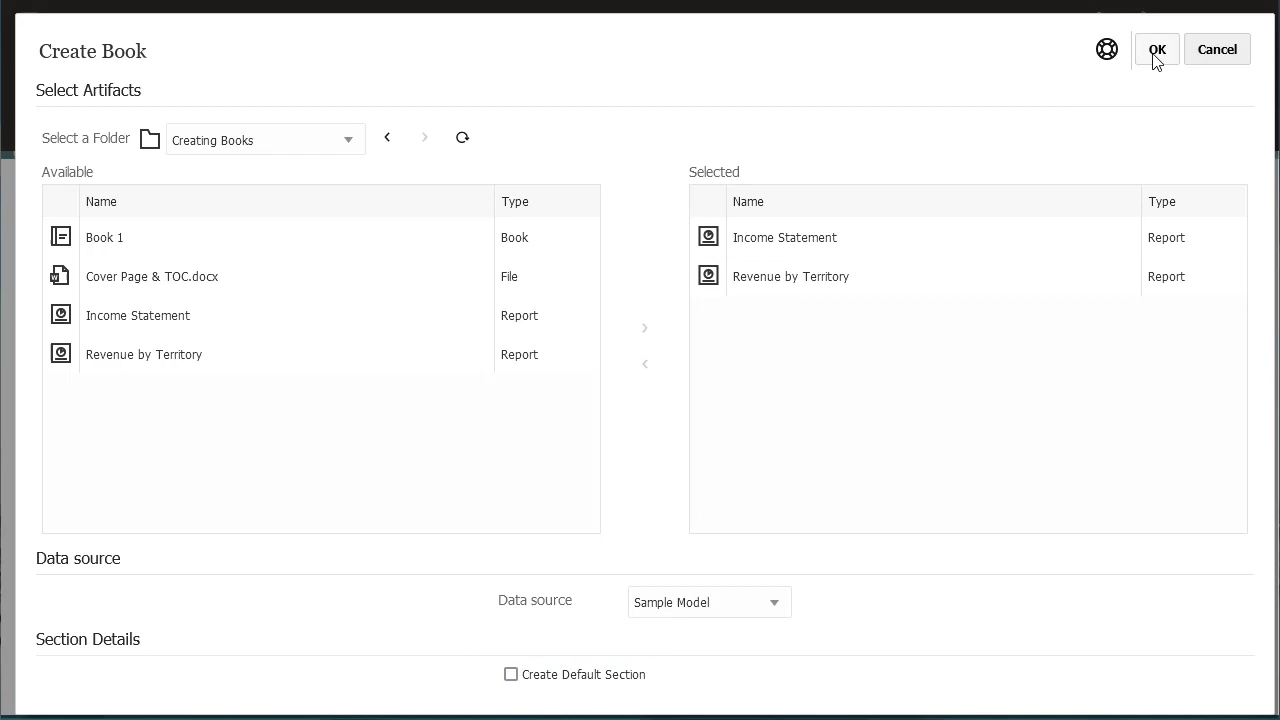 Create Book
OK
Cancel
Select Artifacts
Select a Folder
Creating Books
Available
Name
Type
Book 1
Book
Cover Page & TOC.docx
File
Income Statement
Report
Revenue by Territory
Report
Selected
Name
Type
Income Statement
Report
Revenue by Territory
Report
Data source
Data source
Sample Model
Section Details
Create Default Section